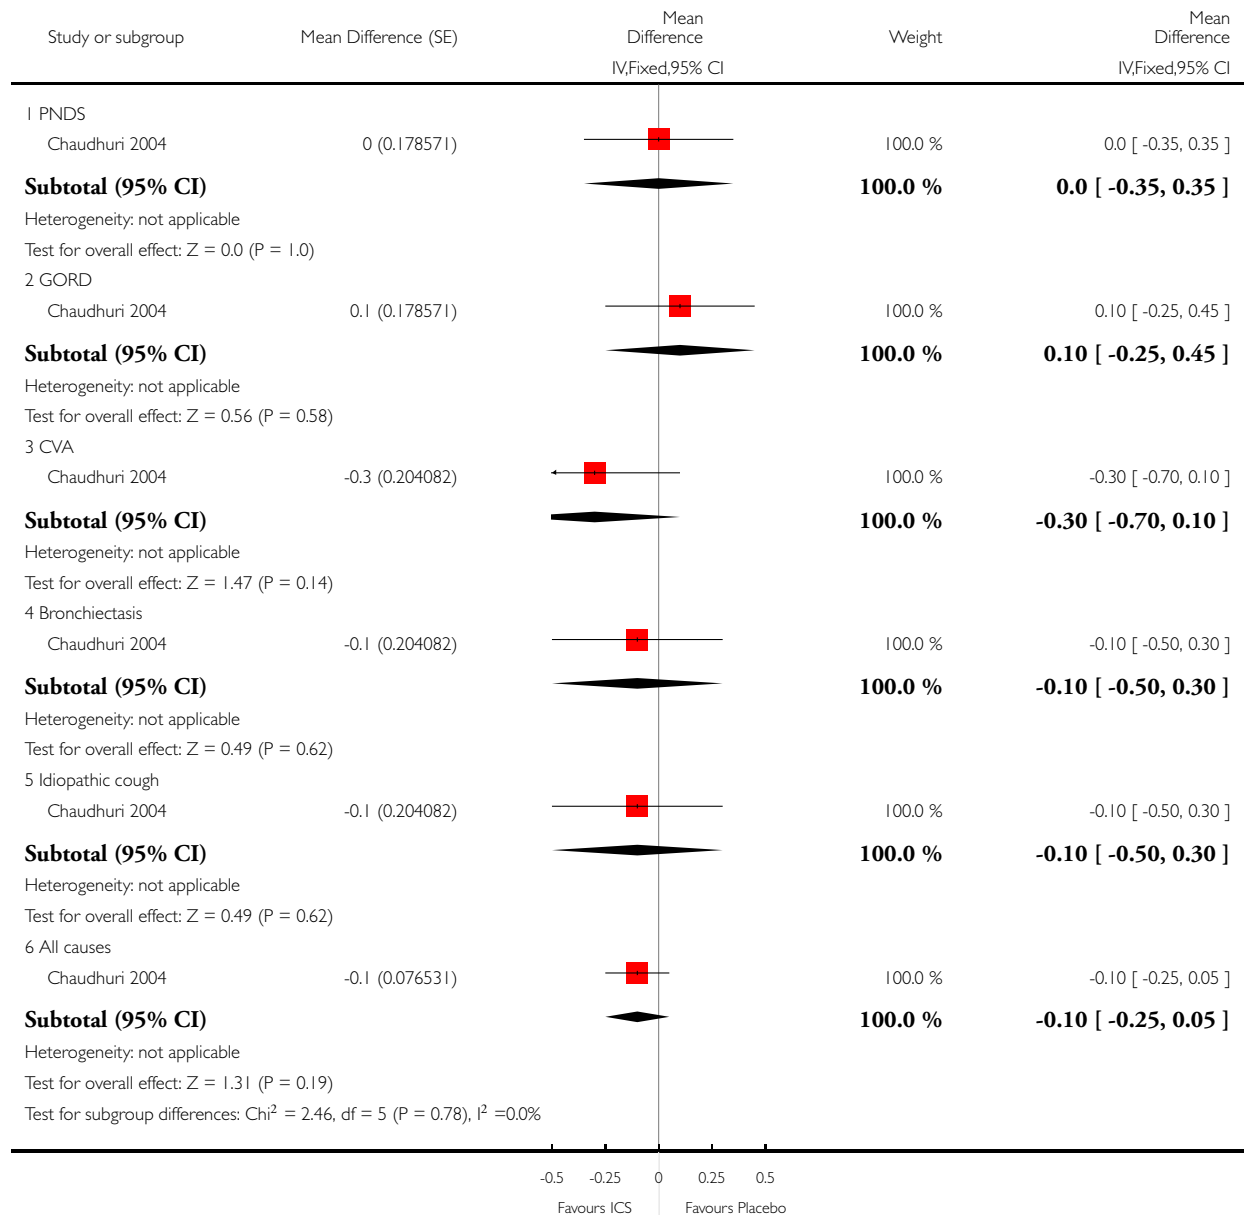 Study or subgroup Mean Difference (SE) Mean Difference Weight Mean Difference
IV,Fixed,95% CI IV,Fixed,95% CI
1 PNDS
Chaudhuri 2004 0 (0.178571) 100.0 % 0.0 [ -0.35, 0.35 ]
Subtotal (95% CI) 100.0 % 0.0 [ -0.35, 0.35 ]
Heterogeneity: not applicable
Test for overall effect: Z = 0.0 (P = 1.0)
2 GORD
Chaudhuri 2004 0.1 (0.178571) 100.0 % 0.10 [ -0.25, 0.45 ]
Subtotal (95% CI) 100.0 % 0.10 [ -0.25, 0.45 ]
Heterogeneity: not applicable
Test for overall effect: Z = 0.56 (P = 0.58)
3 CVA
Chaudhuri 2004 -0.3 (0.204082) 100.0 % -0.30 [ -0.70, 0.10 ]
Subtotal (95% CI) 100.0 % -0.30 [ -0.70, 0.10 ]
Heterogeneity: not applicable
Test for overall effect: Z = 1.47 (P = 0.14)
4 Bronchiectasis
Chaudhuri 2004 -0.1 (0.204082) 100.0 % -0.10 [ -0.50, 0.30 ]
Subtotal (95% CI) 100.0 % -0.10 [ -0.50, 0.30 ]
Heterogeneity: not applicable
Test for overall effect: Z = 0.49 (P = 0.62)
5 Idiopathic cough
Chaudhuri 2004 -0.1 (0.204082) 100.0 % -0.10 [ -0.50, 0.30 ]
Subtotal (95% CI) 100.0 % -0.10 [ -0.50, 0.30 ]
Heterogeneity: not applicable
Test for overall effect: Z = 0.49 (P = 0.62)
6 All causes
Chaudhuri 2004 -0.1 (0.076531) 100.0 % -0.10 [ -0.25, 0.05 ]
Subtotal (95% CI) 100.0 % -0.10 [ -0.25, 0.05 ]
Heterogeneity: not applicable
Test for overall effect: Z = 1.31 (P = 0.19)
Test for subgroup differences: Chi² = 2.46, df = 5 (P = 0.78), I² =0.0%
-0.5 -0.25 0 0.25 0.5
Favours ICS Favours Placebo